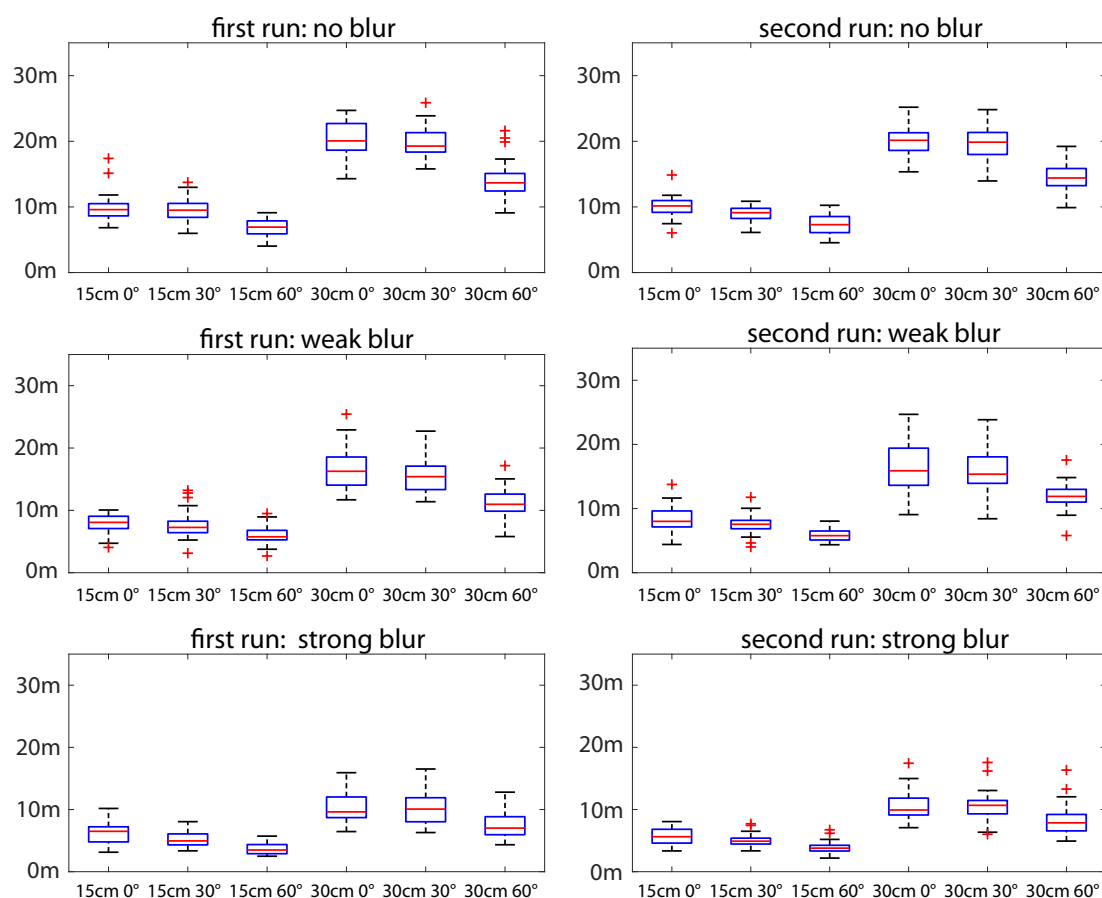 first run: no blur
30m
20m
10m
0m
15cm 0° 15cm 30° 15cm 60° 30cm 0° 30cm 30° 30cm 60°
second run: no blur
30m
20m
10m
0m
15cm 0° 15cm 30° 15cm 60° 30cm 0° 30cm 30° 30cm 60°
first run: weak blur
30m
20m
10m
0m
15cm 0° 15cm 30° 15cm 60° 30cm 0° 30cm 30° 30cm 60°
second run: weak blur
30m
20m
10m
0m
15cm 0° 15cm 30° 15cm 60° 30cm 0° 30cm 30° 30cm 60°
first run: strong blur
30m
20m
10m
0m
15cm 0° 15cm 30° 15cm 60° 30cm 0° 30cm 30° 30cm 60°
second run: strong blur
30m
20m
10m
0m
15cm 0° 15cm 30° 15cm 60° 30cm 0° 30cm 30° 30cm 60°